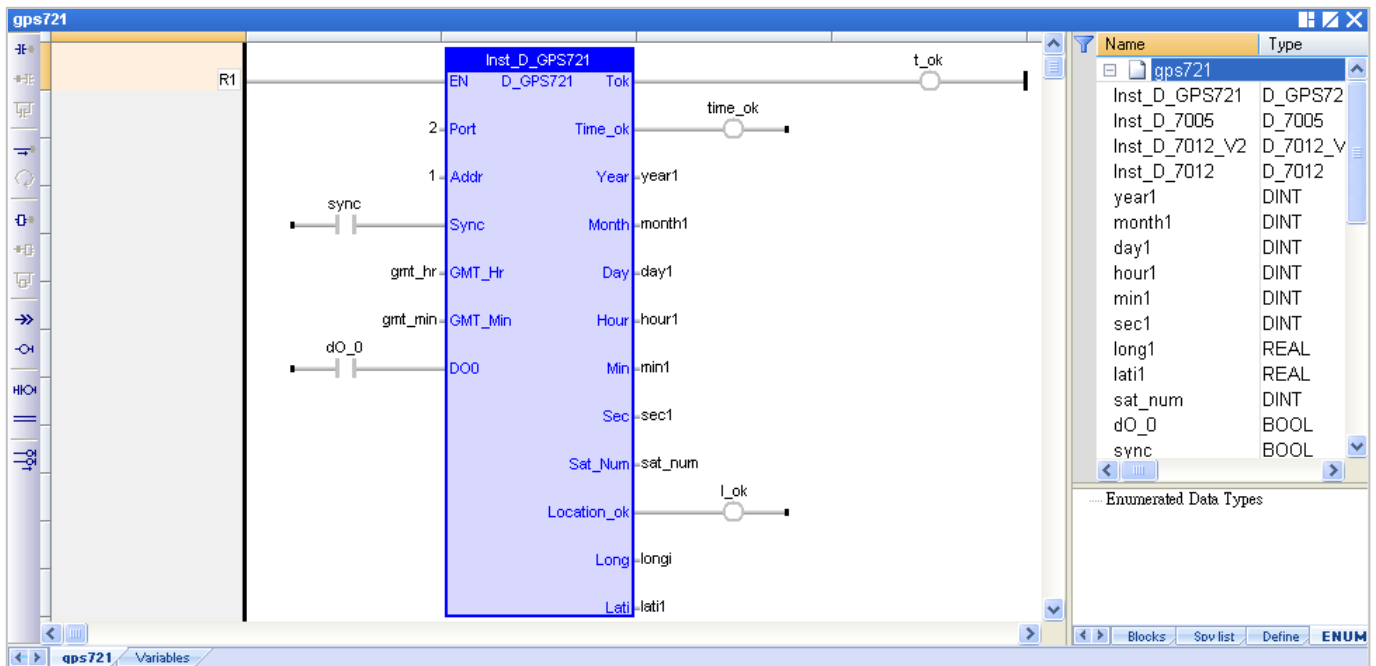 gps721
Inst_D_GPS721
t_ok
R1
EN D_GPS721 Tok
time_ok
2 Port Time_ok
1 Addr Year year1
sync
Sync Month month1
gmt_hr GMT_Hr Day day1
gmt_min GMT_Min Hour hour1
dO_0
DO0 Min min1
Sec sec1
Sat_Num sat_num
l_ok
Location_ok
Long longi
Lati lati1
gps721 Variables
Name Type
gps721
Inst_D_GPS721 D_GPS72
Inst_D_7005 D_7005
Inst_D_7012_V2 D_7012_V
Inst_D_7012 D_7012
year1 DINT
month1 DINT
day1 DINT
hour1 DINT
min1 DINT
sec1 DINT
long1 REAL
lati1 REAL
sat_num DINT
dO_0 BOOL
sync BOOL
Enumerated Data Types
Blocks Spy list Define ENUM